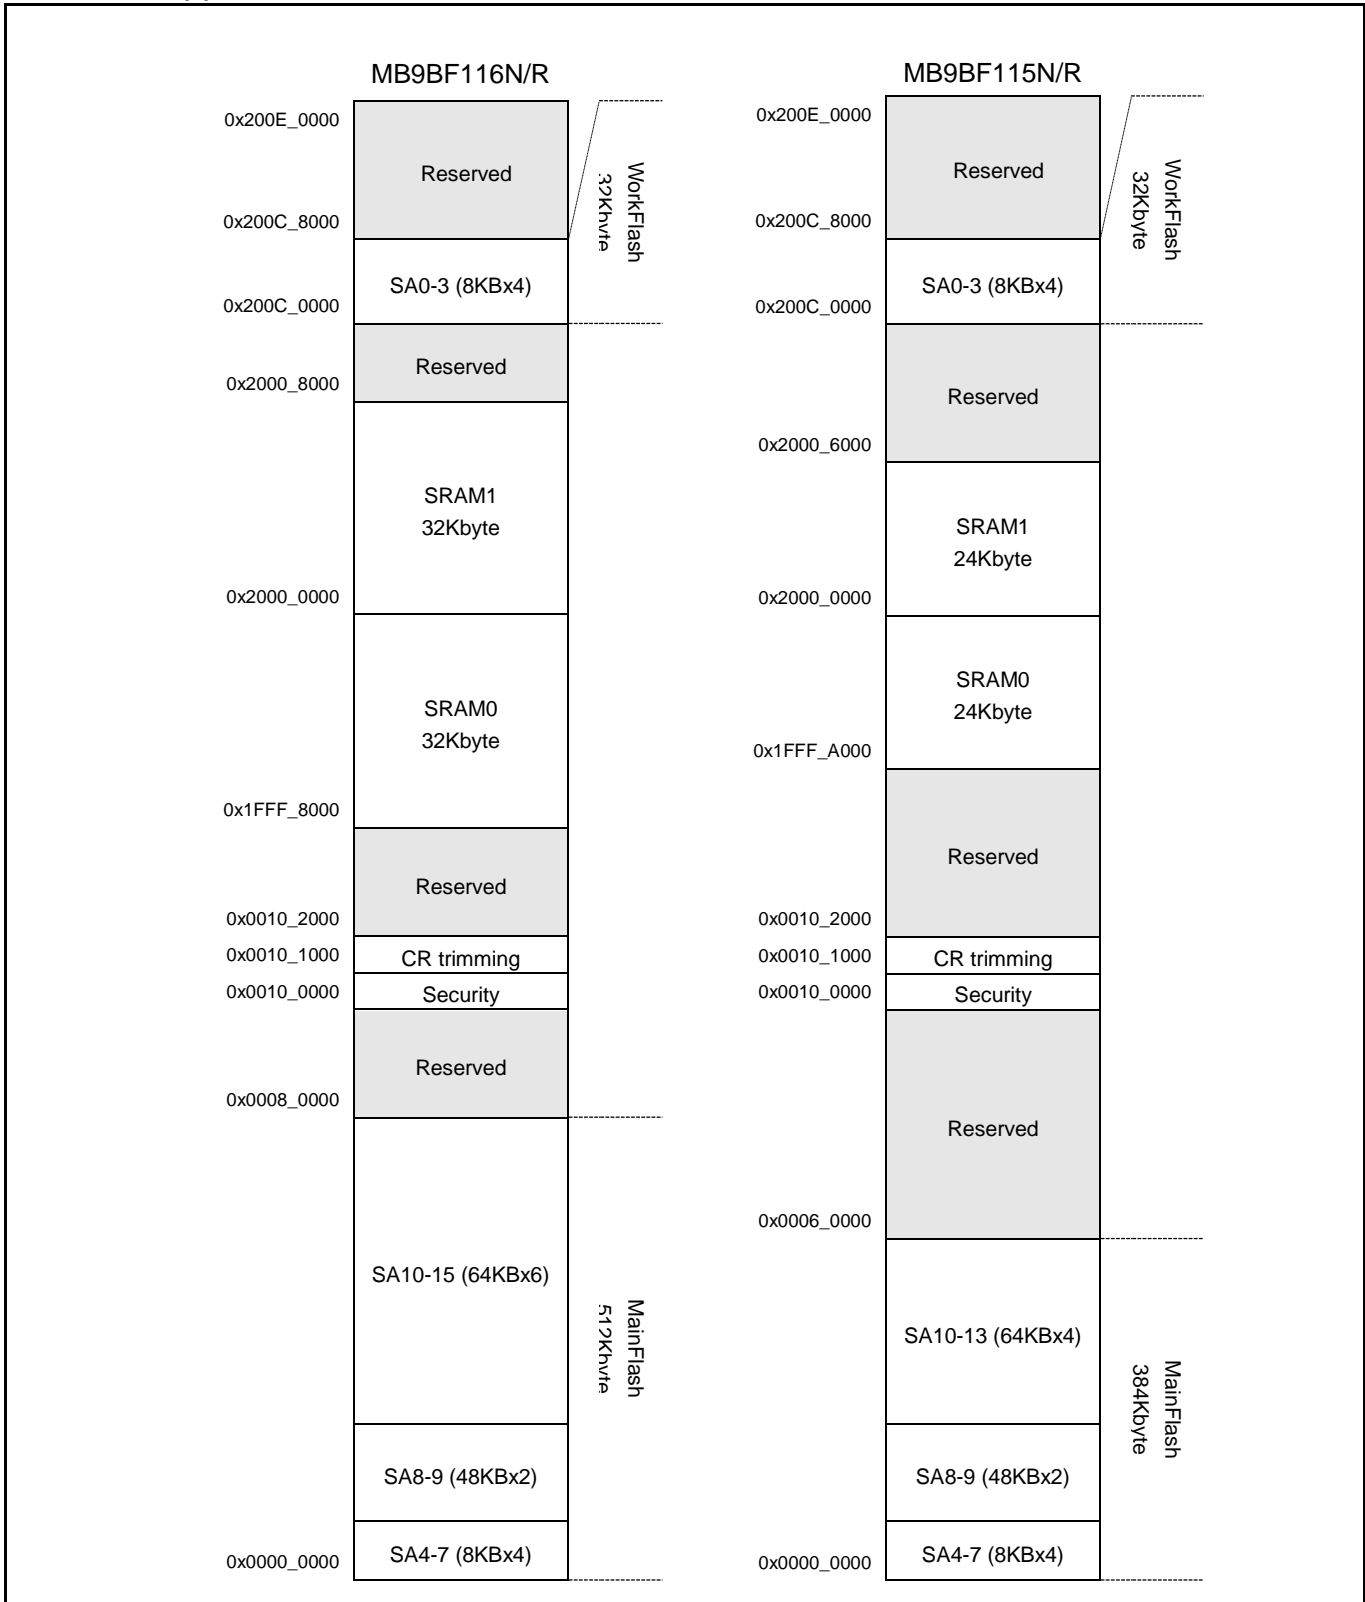 MB9BF116N/R
0x200E_0000
Reserved
0x200C_8000
SA0-3 (8KBx4)
0x200C_0000
WorkFlash
32Kbyte
Reserved
0x2000_8000
SRAM1
32Kbyte
0x2000_0000
SRAM0
32Kbyte
0x1FFF_8000
Reserved
0x0010_2000
0x0010_1000
CR trimming
0x0010_0000
Security
Reserved
0x0008_0000
SA10-15 (64KBx6)
MainFlash
512Kbyte
SA8-9 (48KBx2)
SA4-7 (8KBx4)
0x0000_0000
MB9BF115N/R
0x200E_0000
Reserved
0x200C_8000
SA0-3 (8KBx4)
0x200C_0000
WorkFlash
32Kbyte
Reserved
0x2000_6000
SRAM1
24Kbyte
0x2000_0000
SRAM0
24Kbyte
0x1FFF_A000
Reserved
0x0010_2000
0x0010_1000
CR trimming
0x0010_0000
Security
Reserved
0x0006_0000
SA10-13 (64KBx4)
MainFlash
384Kbyte
SA8-9 (48KBx2)
SA4-7 (8KBx4)
0x0000_0000